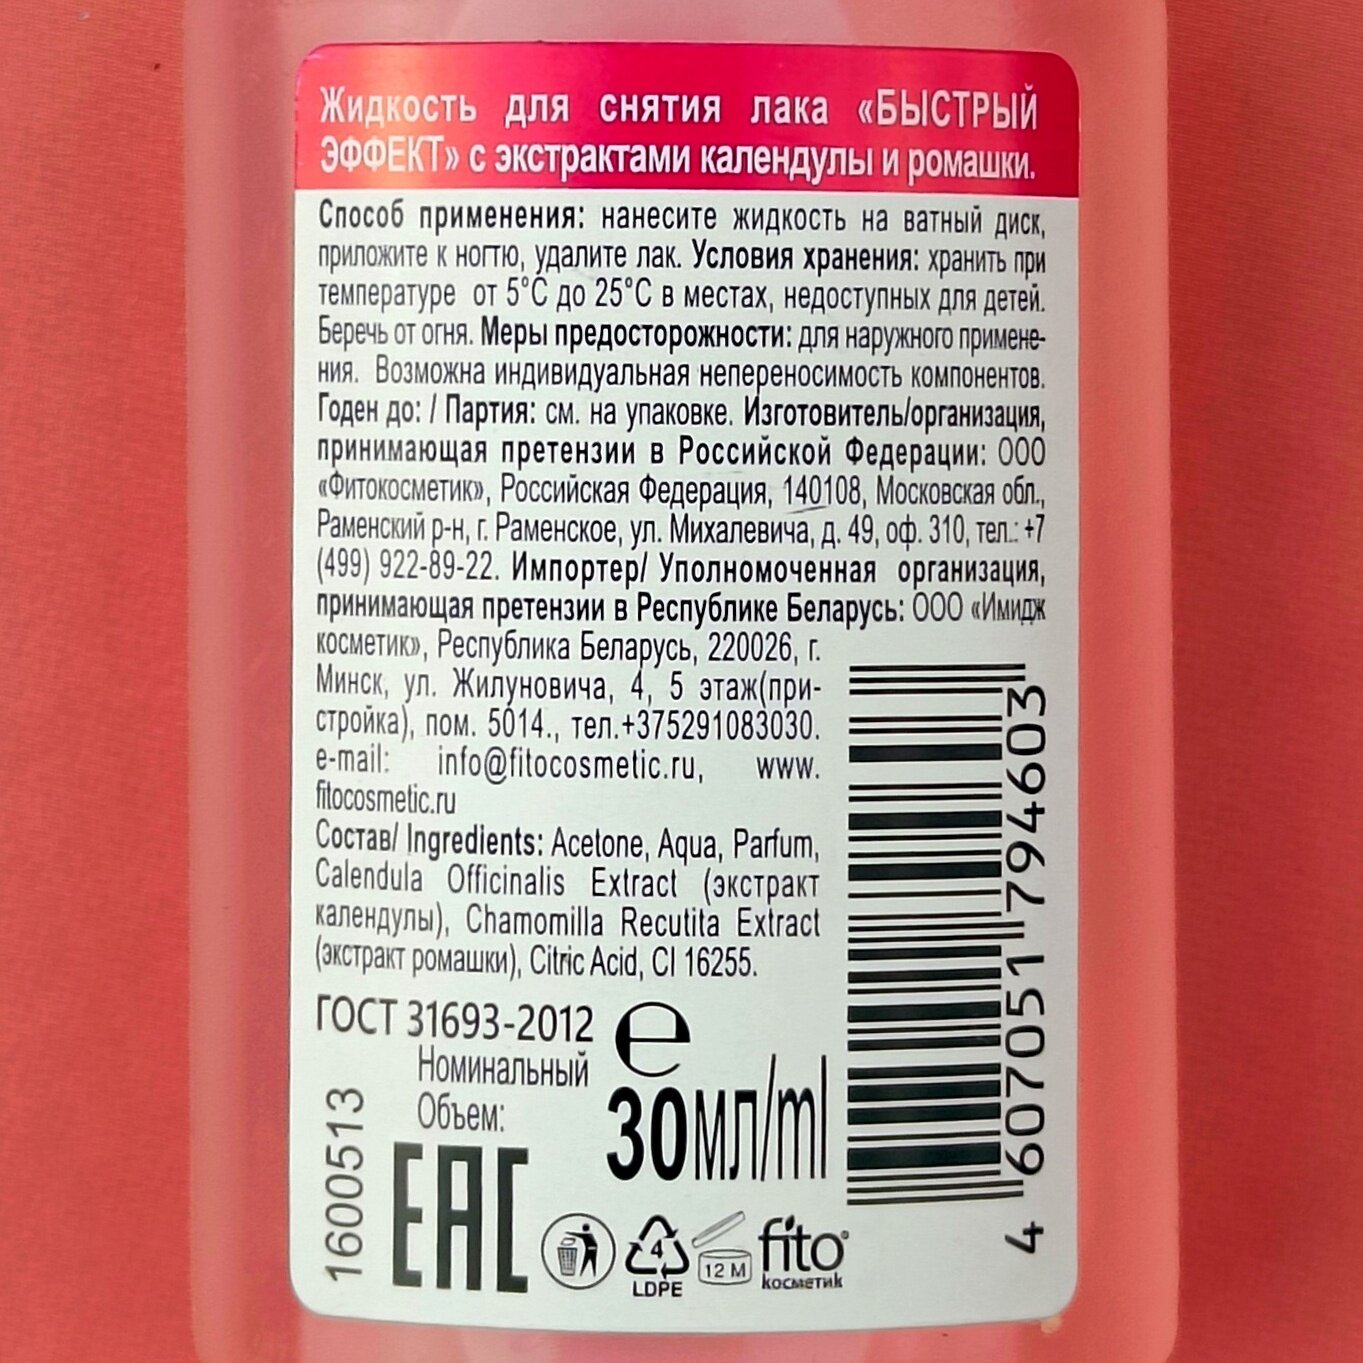 Жидкость для снятия лака «БЫСТРЫЙ
ЭФФЕКТ» с экстрактами календулы и ромашки.
Способ применения: нанесите жидкость на ватный диск,
приложите к ногтю, удалите лак. Условия хранения: хранить при
температуре от 5°С до 25°С в местах, недоступных для детей.
Беречь от огня. Меры предосторожности: для наружного примене-
ния. Возможна индивидуальная непереносимость компонентов.
Годен до: / Партия: см. на упаковке. Изготовитель/организация,
принимающая претензии в Российской Федерации: ООО
«Фитокосметик», Российская Федерация, 140108, Московская обл.,
Раменский р-н, г. Раменское, ул. Михалевича, д. 49, оф. 310, тел.: +7
(499) 922-89-22. Импортер/ Уполномоченная организация,
принимающая претензии в Республике Беларусь: ООО «Имидж
косметик», Республика Беларусь, 220026, г.
Минск, ул. Жилуновича, 4, 5 этаж(при-
стройка), пом. 5014., тел.+375291083030.
e-mail: info@fitocosmetic.ru, www.
fitocosmetic.ru
Состав/ Ingredients: Acetone, Aqua, Parfum,
Calendula Officinalis Extract (экстракт
календулы), Chamomilla Recutita Extract
(экстракт ромашки), Citric Acid, CI 16255.
ГОСТ 31693-2012 e
Номинальный
Объем:
30мл/ml
1600513
EAC
4
LDPE
12 M
fito®
косметик
4 607051 794603